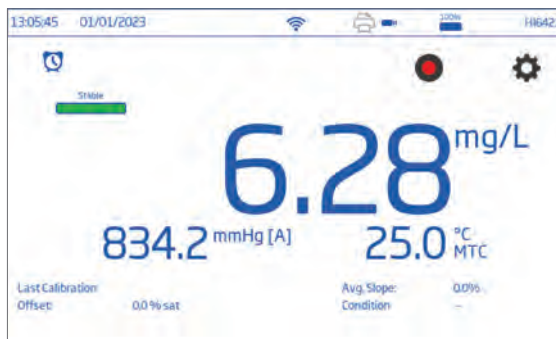 13:05:45 01/01/2023 100% HI642
Stable
6.28 mg/L
834.2 mmHg [A] 25.0 °C MTC
Last Calibration: Avg. Slope: 0.0%
Offset: 0.0 % sat Condition --